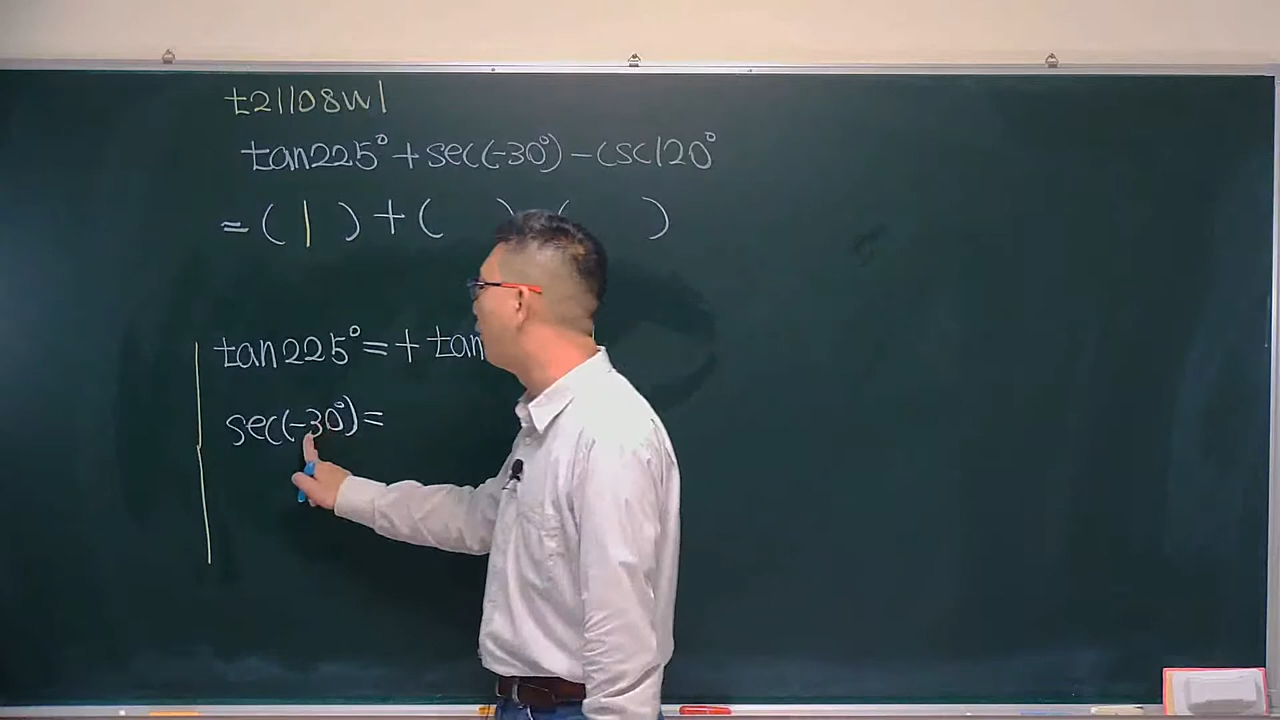 t21108w1
tan225°+sec(-30°)-csc120°
=( 1 )+( ) ( )
tan225°=+tan
sec(-30°)=